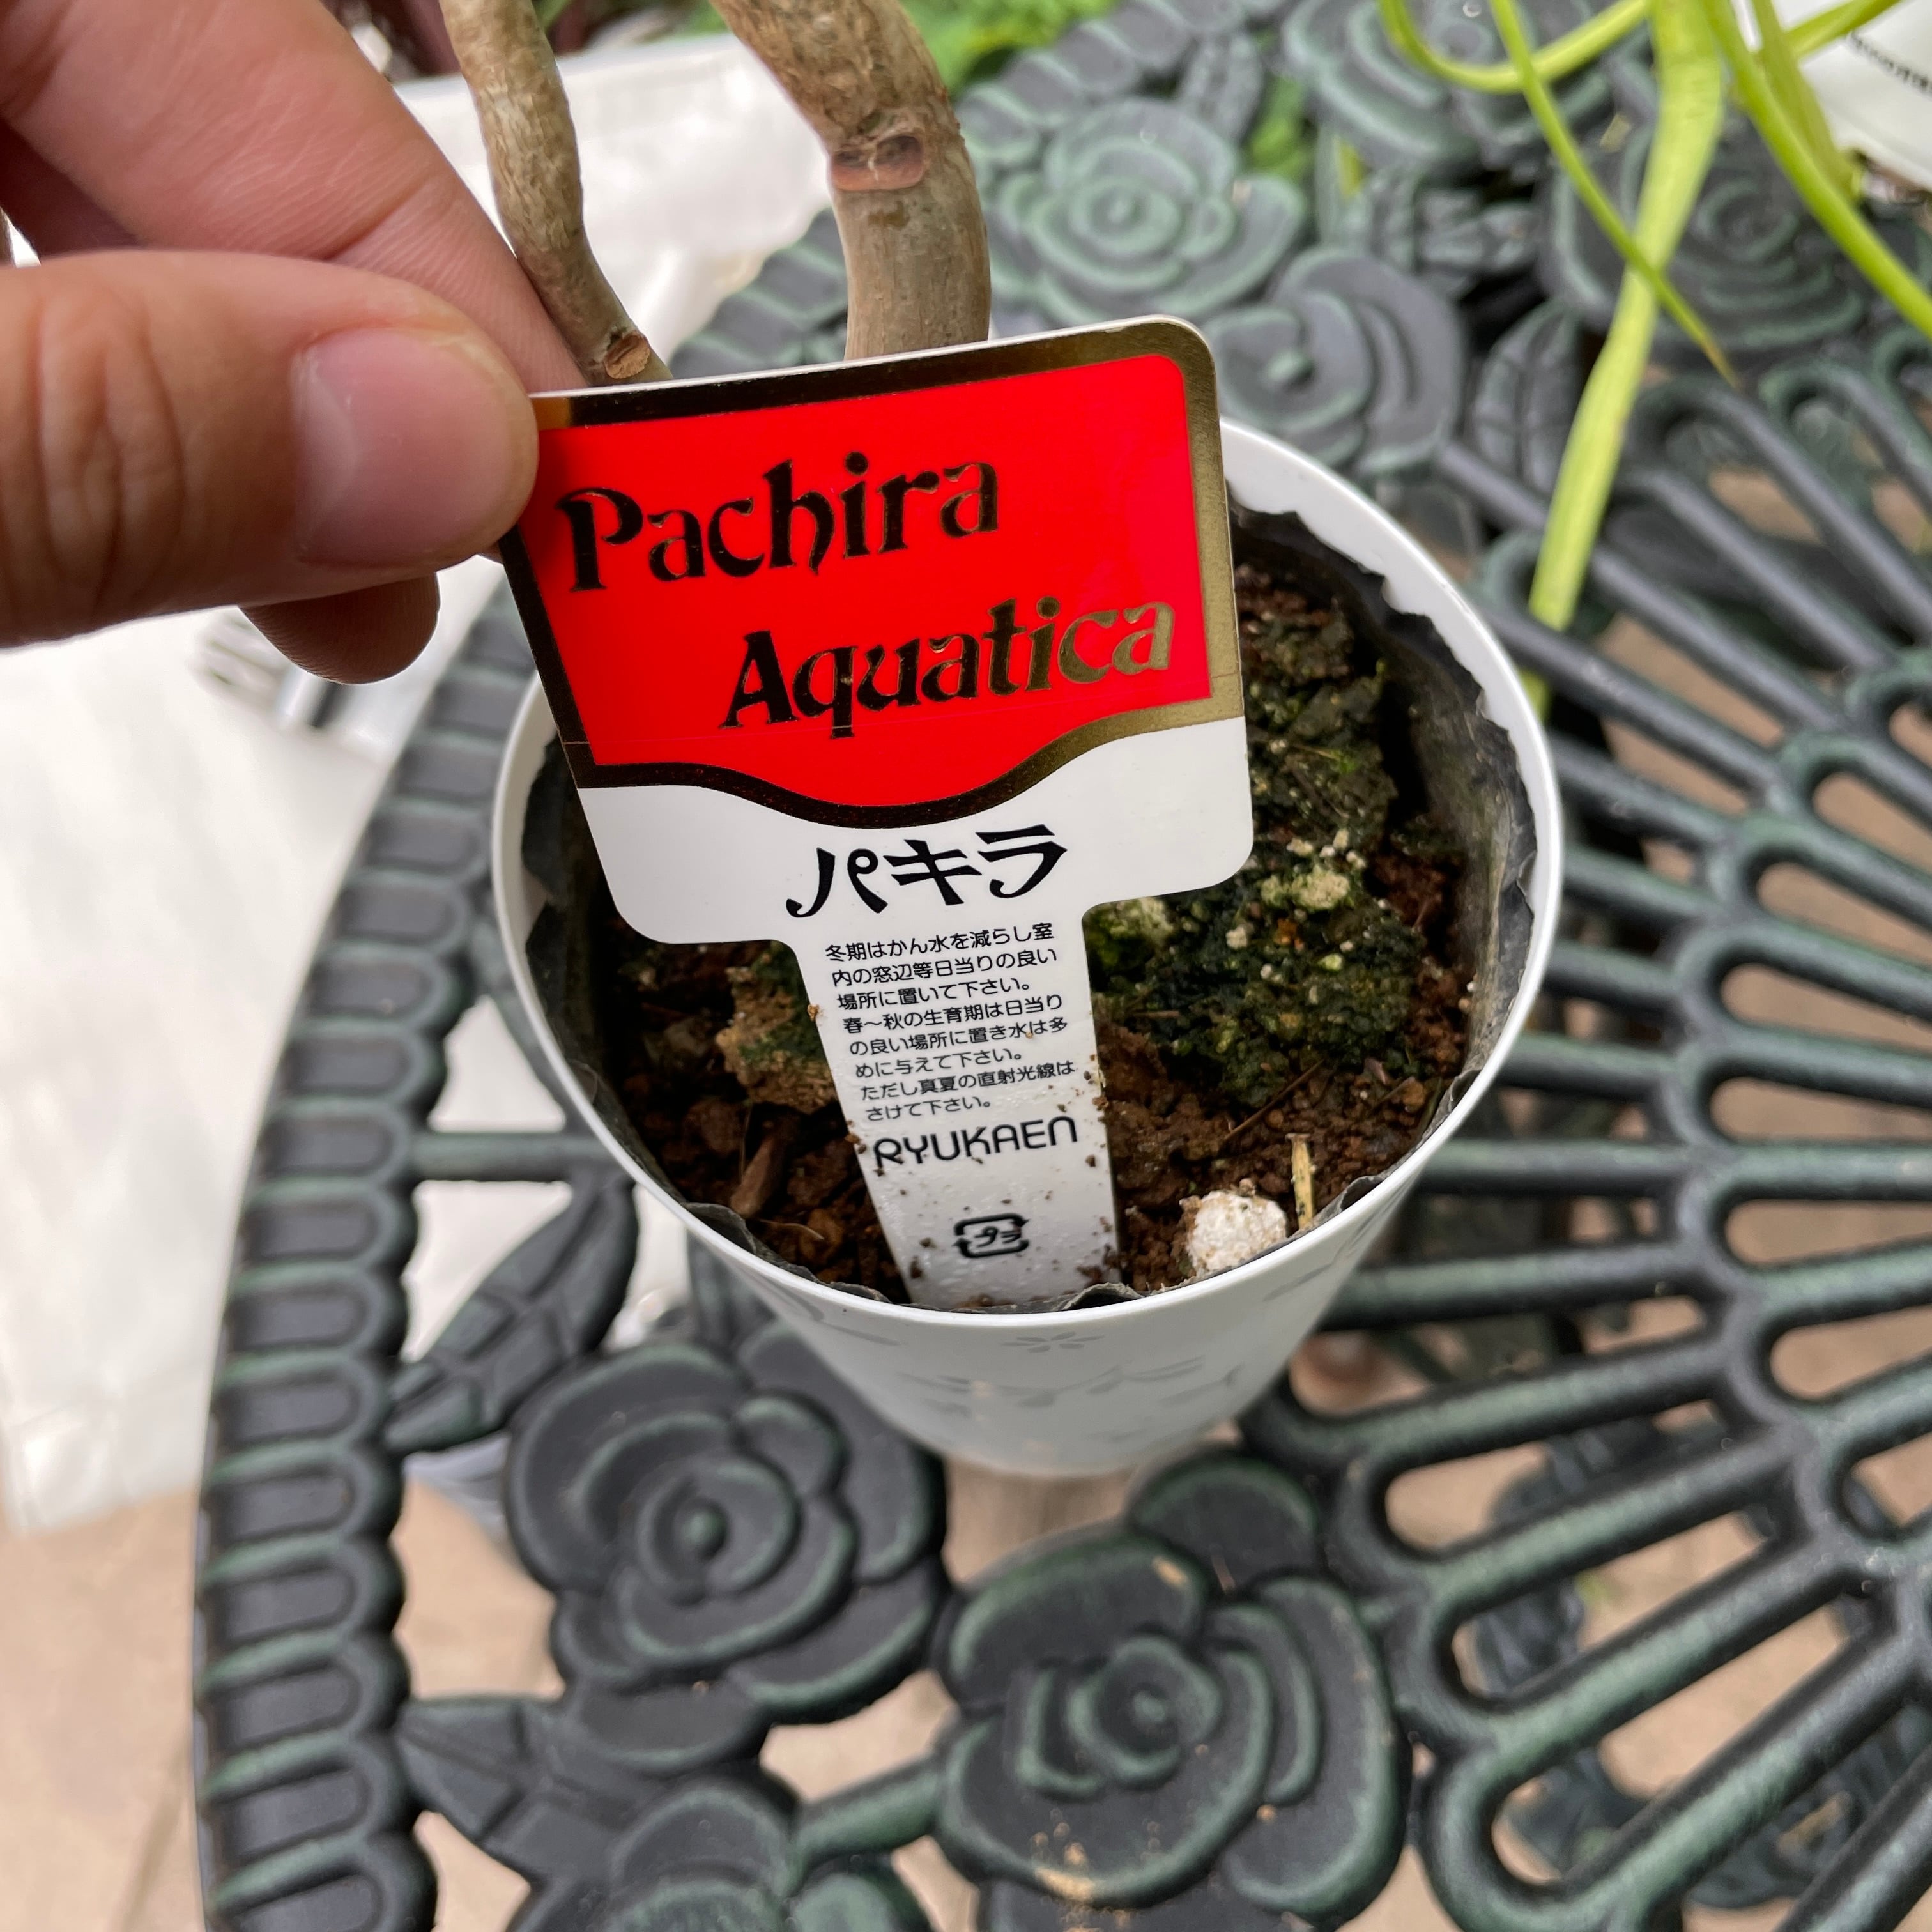 Pachira
Aquatica
パキラ
冬期はかん水を減らし室
内の窓辺等日当りの良い
場所に置いて下さい。
春〜秋の生育期は日当り
の良い場所に置き水は多
めに与えて下さい。
ただし真夏の直射光線は
さけて下さい。
RYUKAEN
プラ